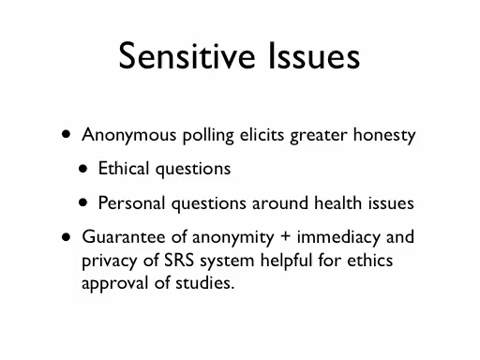 Sensitive Issues
• Anonymous polling elicits greater honesty
• Ethical questions
• Personal questions around health issues
• Guarantee of anonymity + immediacy and
privacy of SRS system helpful for ethics
approval of studies.